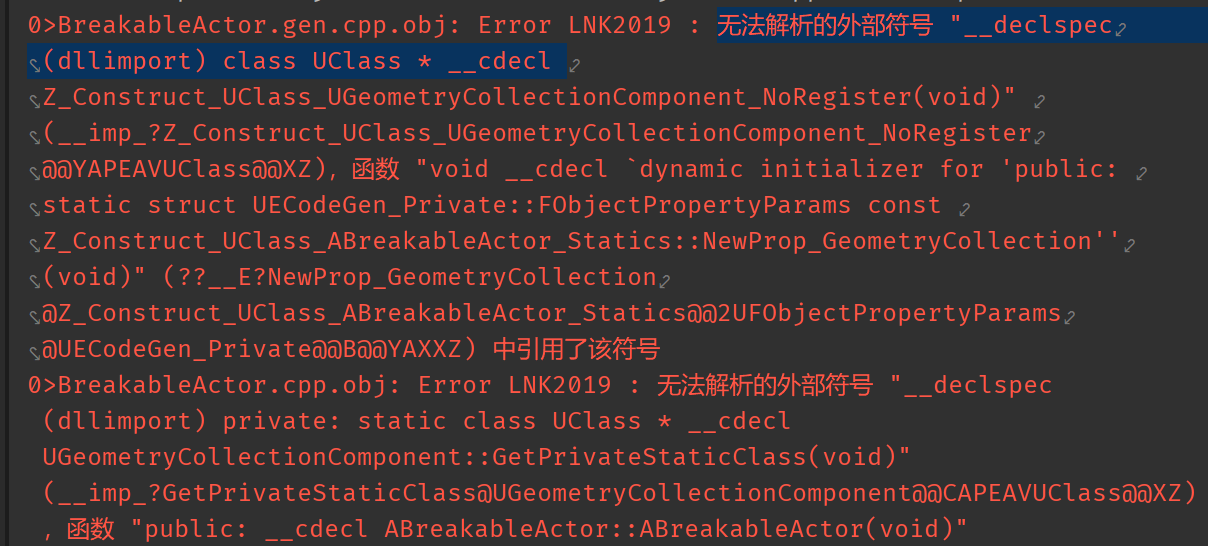 0>BreakableActor.gen.cpp.obj: Error LNK2019 : 无法解析的外部符号 "__declspec
(dllimport) class UClass * __cdecl
Z_Construct_UClass_UGeometryCollectionComponent_NoRegister(void)"
(__imp_?Z_Construct_UClass_UGeometryCollectionComponent_NoRegister
@@YAPEAVUClass@@XZ)，函数 "void __cdecl `dynamic initializer for 'public:
static struct UECodeGen_Private::FObjectPropertyParams const
Z_Construct_UClass_ABreakableActor_Statics::NewProp_GeometryCollection''
(void)" (??__E?NewProp_GeometryCollection
@Z_Construct_UClass_ABreakableActor_Statics@@2UFObjectPropertyParams
@UECodeGen_Private@@B@@YAXXZ) 中引用了该符号
0>BreakableActor.cpp.obj: Error LNK2019 : 无法解析的外部符号 "__declspec
(dllimport) private: static class UClass * __cdecl
UGeometryCollectionComponent::GetPrivateStaticClass(void)"
(__imp_?GetPrivateStaticClass@UGeometryCollectionComponent@@CAPEAVUClass@@XZ)
，函数 "public: __cdecl ABreakableActor::ABreakableActor(void)"